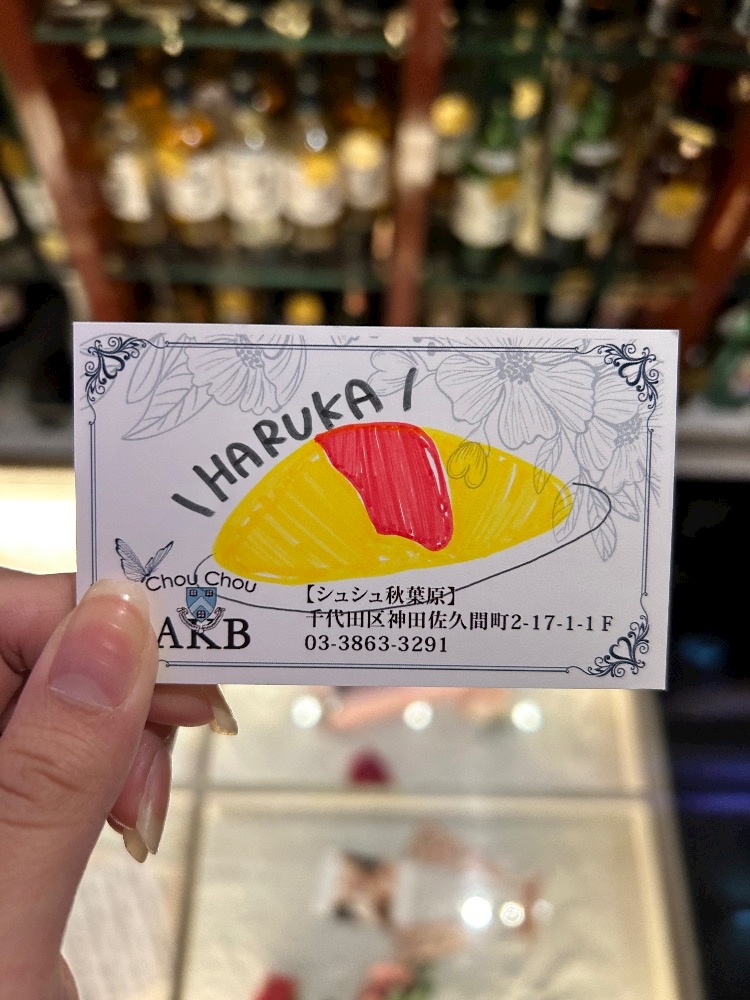 \HARUKA/
Chou Chou
AKB
【シュシュ秋葉原】
千代田区神田佐久間町2-17-1-1F
03-3863-3291